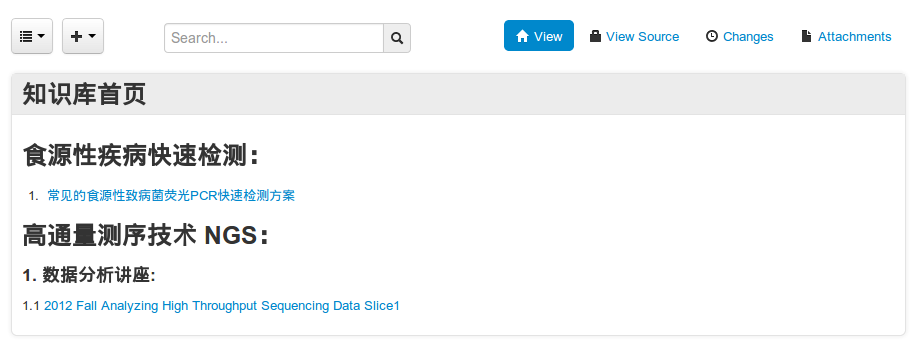 Search...
View
View Source
Changes
Attachments
知识库首页
食源性疾病快速检测：
1. 常见的食源性致病菌荧光PCR快速检测方案
高通量测序技术 NGS：
1. 数据分析讲座:
1.1 2012 Fall Analyzing High Throughput Sequencing Data Slice1